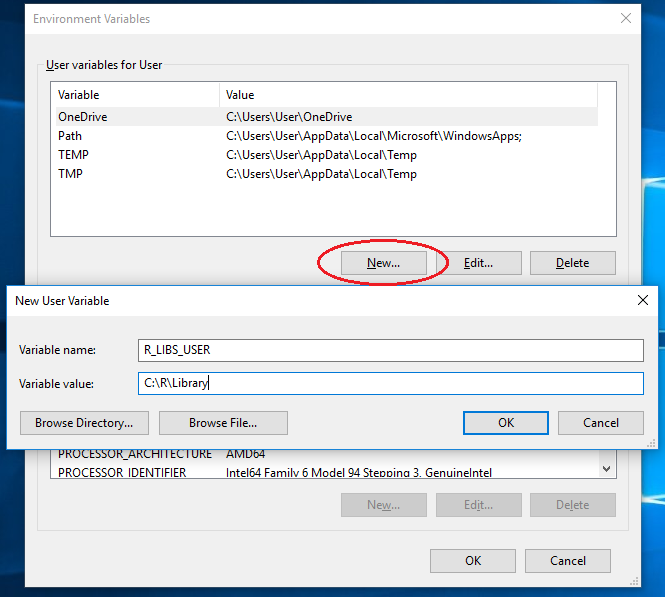 Environment Variables
User variables for User
Variable Value
OneDrive C:\Users\User\OneDrive
Path C:\Users\User\AppData\Local\Microsoft\WindowsApps;
TEMP C:\Users\User\AppData\Local\Temp
TMP C:\Users\User\AppData\Local\Temp
New... Edit... Delete
New User Variable
Variable name: R_LIBS_USER
Variable value: C:\R\Library
Browse Directory... Browse File... OK Cancel
PROCESSOR_ARCHITECTURE AMD64
PROCESSOR_IDENTIFIER Intel64 Family 6 Model 94 Stepping 3, GenuineIntel
New... Edit... Delete
OK Cancel